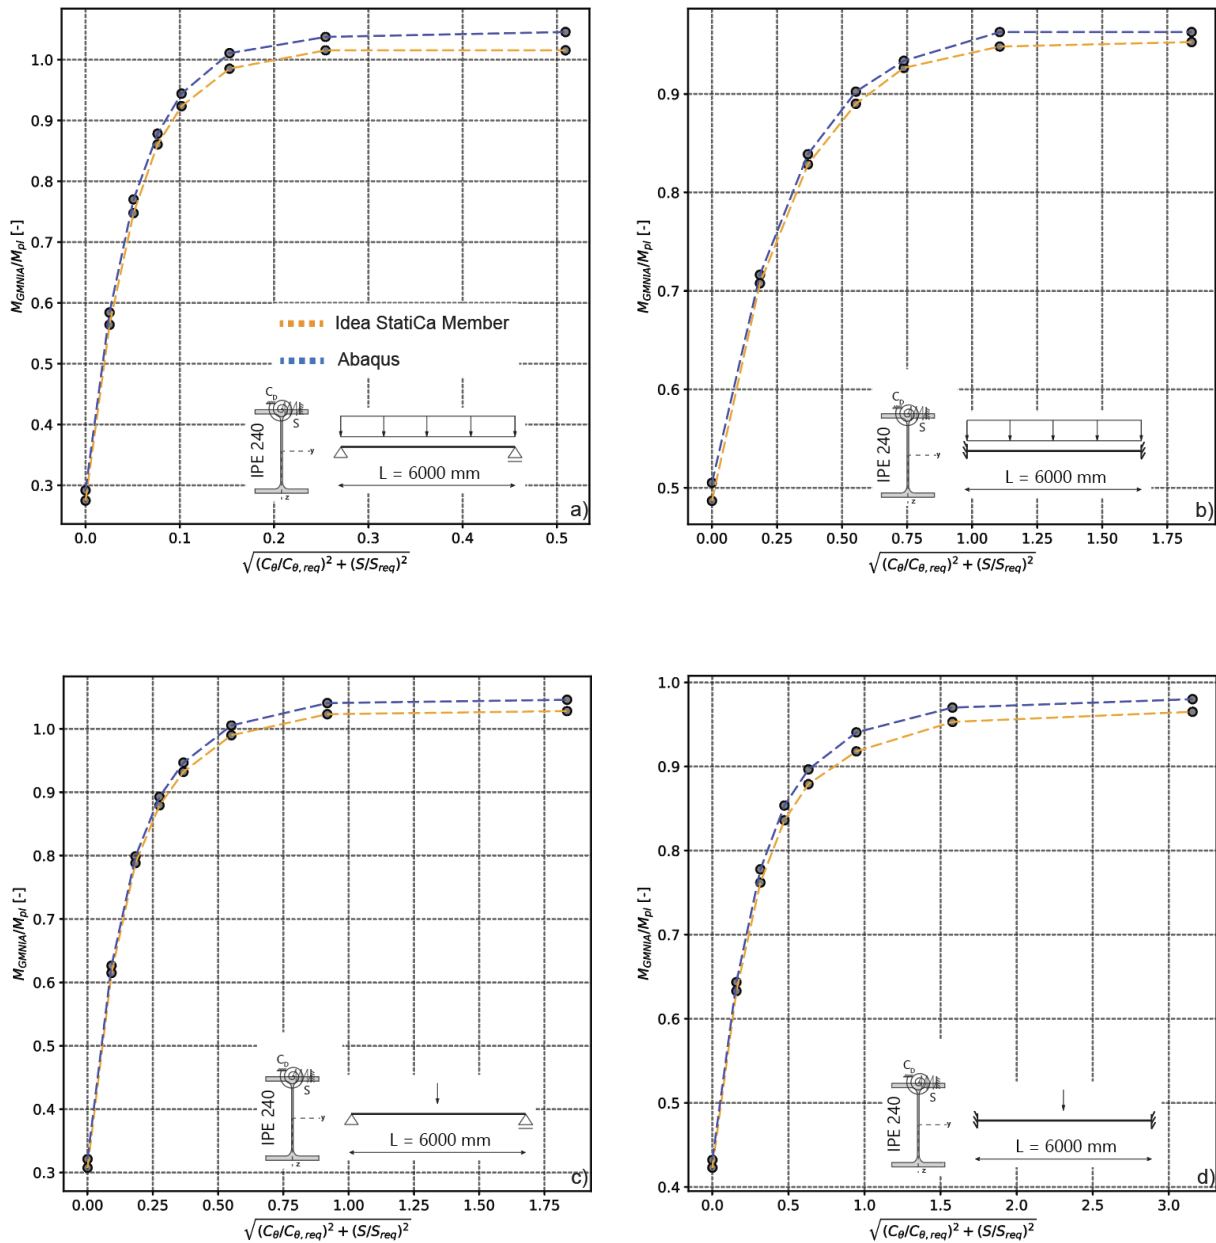 1.0
0.9
0.8
0.7
0.6
0.5
0.4
0.3
M_GMNIA/M_pl [-]
Idea StatiCa Member
Abaqus
C_D
S
IPE 240
y
z
L = 6000 mm
a)
0.0 0.1 0.2 0.3 0.4 0.5
√(C_θ/C_θ,req)² + (S/S_req)²
0.9
0.8
0.7
0.6
0.5
M_GMNIA/M_pl [-]
C_D
S
IPE 240
y
z
L = 6000 mm
b)
0.00 0.25 0.50 0.75 1.00 1.25 1.50 1.75
√(C_θ/C_θ,req)² + (S/S_req)²
1.0
0.9
0.8
0.7
0.6
0.5
0.4
0.3
M_GMNIA/M_pl [-]
C_D
S
IPE 240
y
z
L = 6000 mm
c)
0.00 0.25 0.50 0.75 1.00 1.25 1.50 1.75
√(C_θ/C_θ,req)² + (S/S_req)²
1.0
0.9
0.8
0.7
0.6
0.5
0.4
M_GMNIA/M_pl [-]
C_D
S
IPE 240
y
z
L = 6000 mm
d)
0.0 0.5 1.0 1.5 2.0 2.5 3.0
√(C_θ/C_θ,req)² + (S/S_req)²